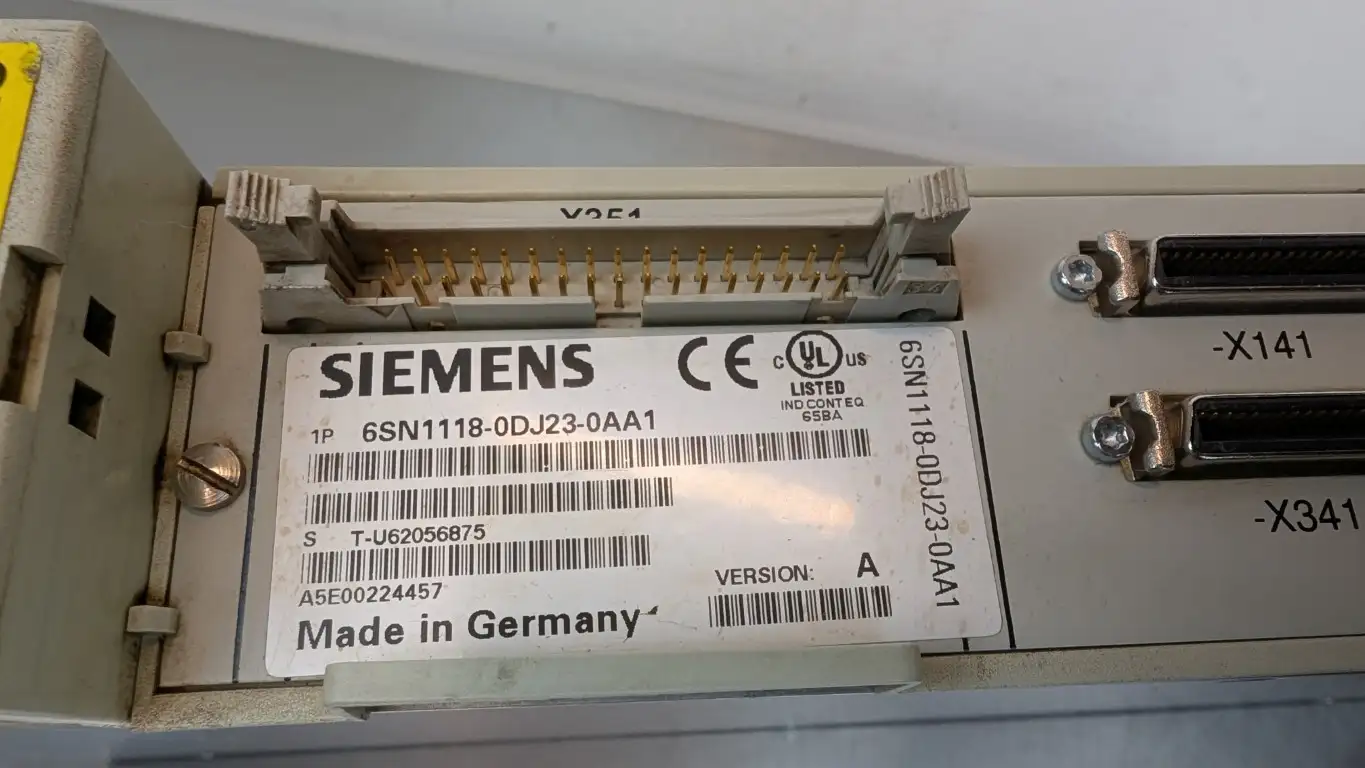 X351
SIEMENS
CE
C UL US
LISTED
IND CONT EQ
65BA
1P 6SN1118-0DJ23-0AA1
S T-U62056875
A5E00224457
VERSION: A
Made in Germany
6SN1118-0DJ23-0AA1
-X141
-X341